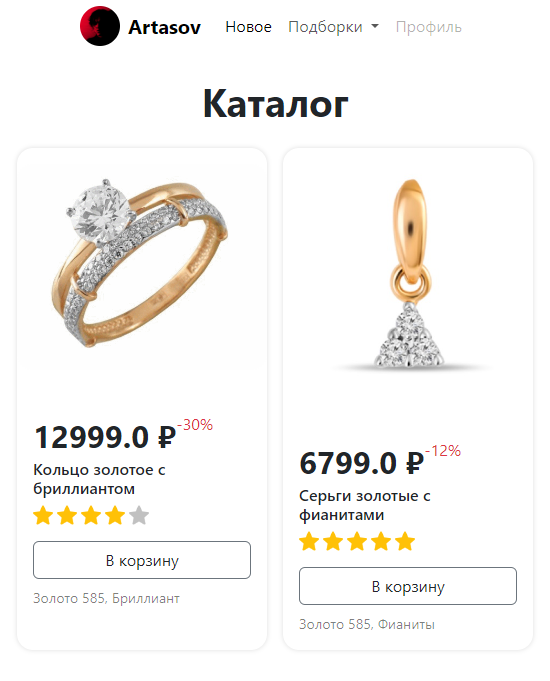 Artasov Новое Подборки Профиль
Каталог
12999.0 ₽ -30%
Кольцо золотое с
бриллиантом
В корзину
Золото 585, Бриллиант
6799.0 ₽ -12%
Серьги золотые с
фианитами
В корзину
Золото 585, Фианиты